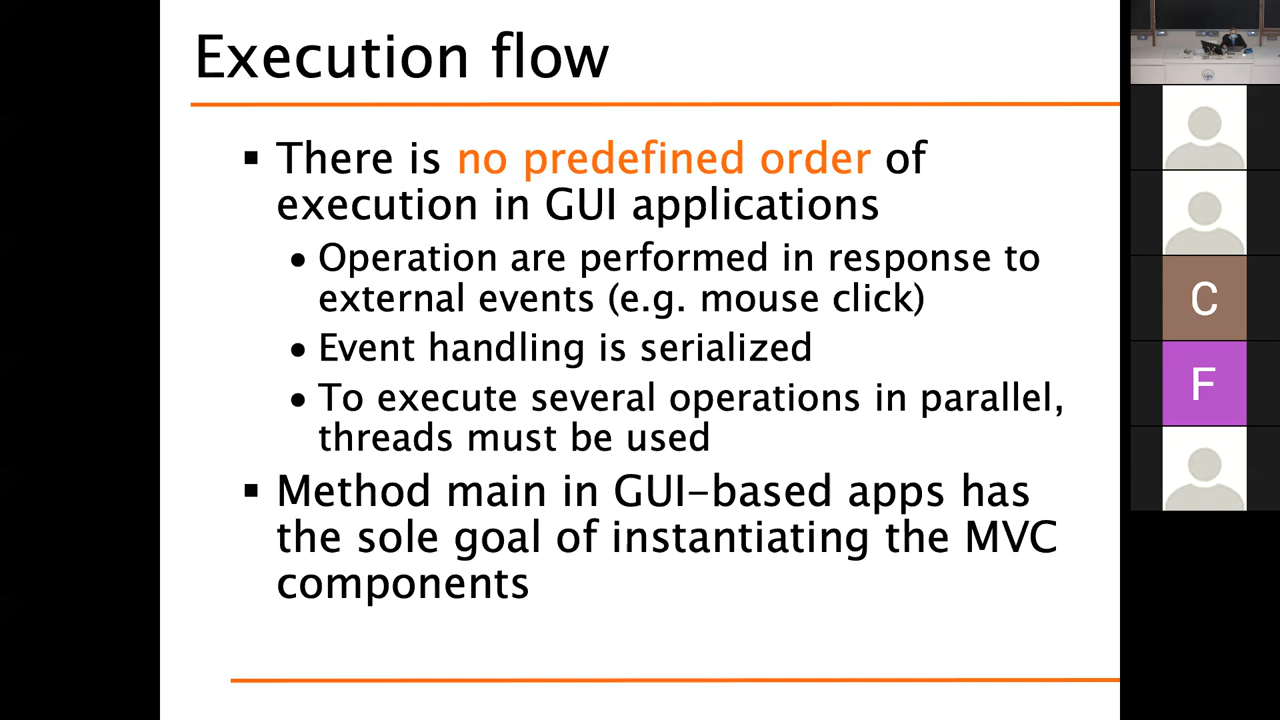 Execution flow
▪ There is no predefined order of
execution in GUI applications
• Operation are performed in response to
external events (e.g. mouse click)
• Event handling is serialized
• To execute several operations in parallel,
threads must be used
▪ Method main in GUI-based apps has
the sole goal of instantiating the MVC
components
C
F